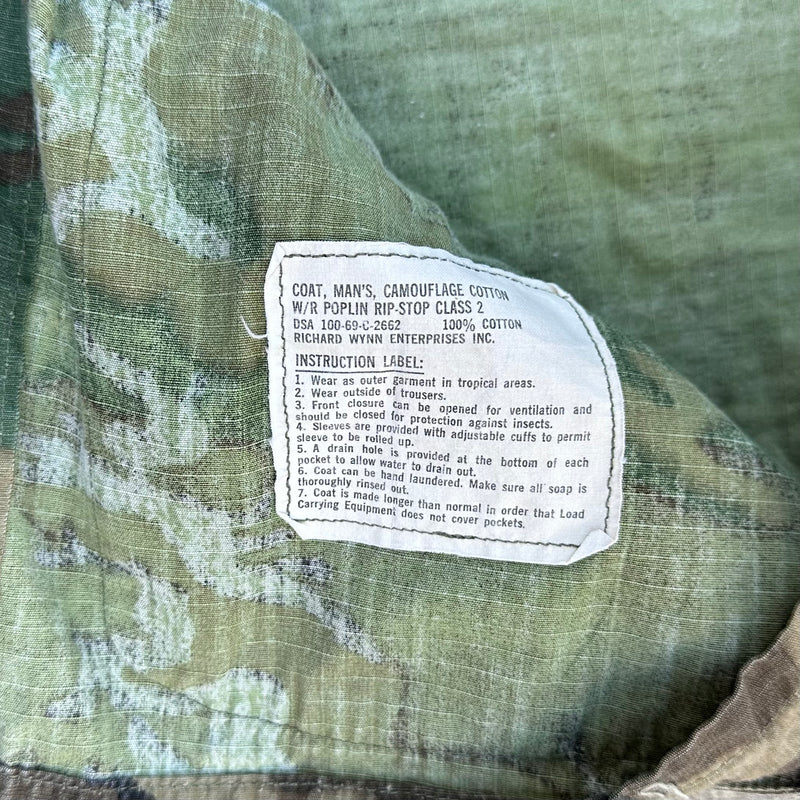 COAT, MAN'S, CAMOUFLAGE COTTON
W/R POPLIN RIP-STOP CLASS 2
DSA 100-69-C-2662 100% COTTON
RICHARD WYNN ENTERPRISES INC.
INSTRUCTION LABEL:
1. Wear as outer garment in tropical areas.
2. Wear outside of trousers.
3. Front closure can be opened for ventilation and
should be closed for protection against insects.
4. Sleeves are provided with adjustable cuffs to permit
sleeve to be rolled up.
5. A drain hole is provided at the bottom of each
pocket to allow water to drain out.
6. Coat can be hand laundered. Make sure all soap is
thoroughly rinsed out.
7. Coat is made longer than normal in order that Load
Carrying Equipment does not cover pockets.